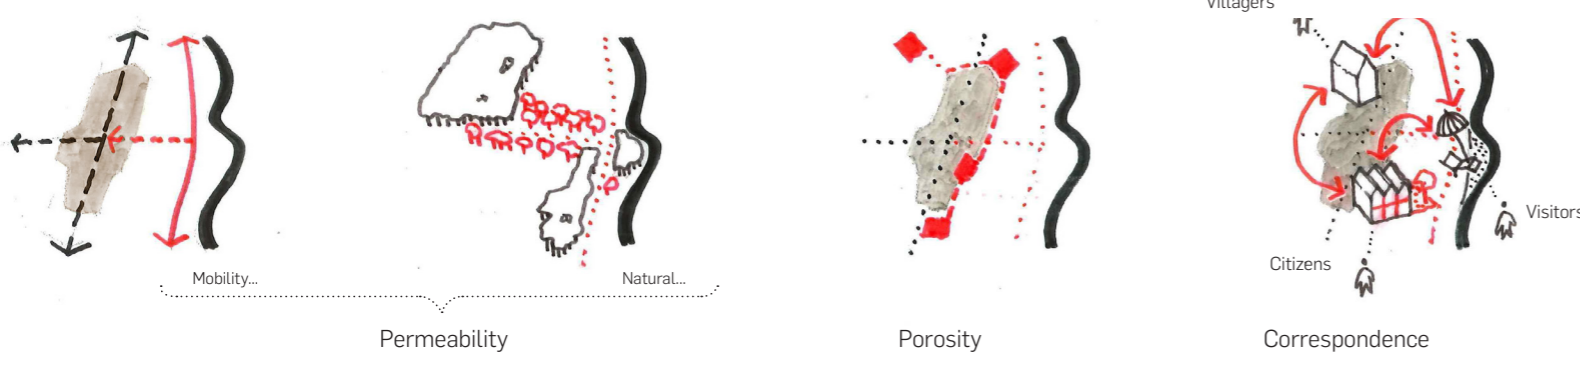 Villagers
Visitors
Citizens
Mobility...
Natural...
Permeability
Porosity
Correspondence